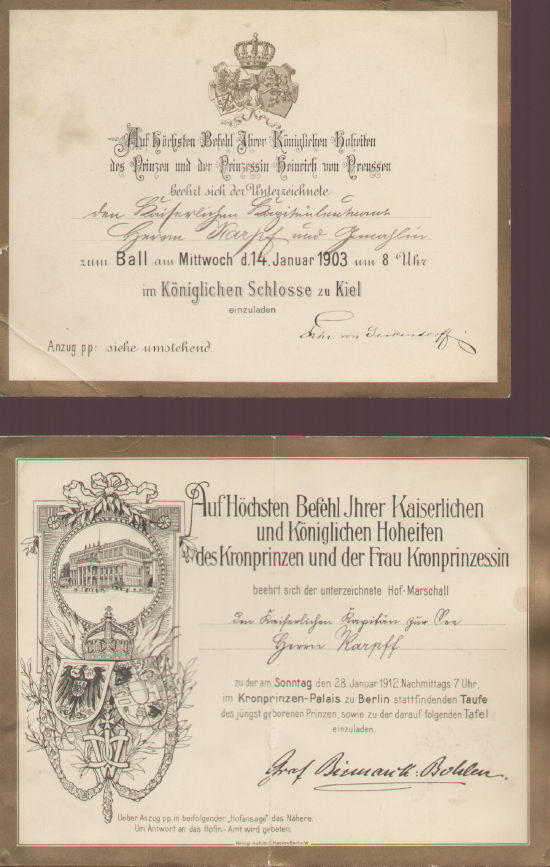 Auf Höchsten Befehl Jhrer Königlichen Hoheiten
des Prinzen und der Prinzessin Heinrich von Preussen
beehrt sich der Unterzeichnete
den Kaiserlichen Kapitänleutnant
Herrn Karpf und Gemahlin
zum Ball am Mittwoch d. 14. Januar 1903 um 8 Uhr
im Königlichen Schlosse zu Kiel
einzuladen
Frhr. von Seckendorff
Anzug pp: siehe umstehend.
Auf Höchsten Befehl Jhrer Kaiserlichen
und Königlichen Hoheiten
des Kronprinzen und der Frau Kronprinzessin
beehrt sich der unterzeichnete Hof-Marschall
den Kaiserlichen Kapitän zur See
Herrn Karpff
zu der am Sonntag den 28. Januar 1912 Nachmittags 7 Uhr,
im Kronprinzen-Palais zu Berlin stattfindenden Taufe
des jüngst geborenen Prinzen, sowie zu der darauf folgenden Tafel
einzuladen.
Graf Bismarck-Bohlen.
Ueber Anzug pp. in beifolgender „Hofansage" das Nähere.
Um Antwort an das Hofm.-Amt wird gebeten.